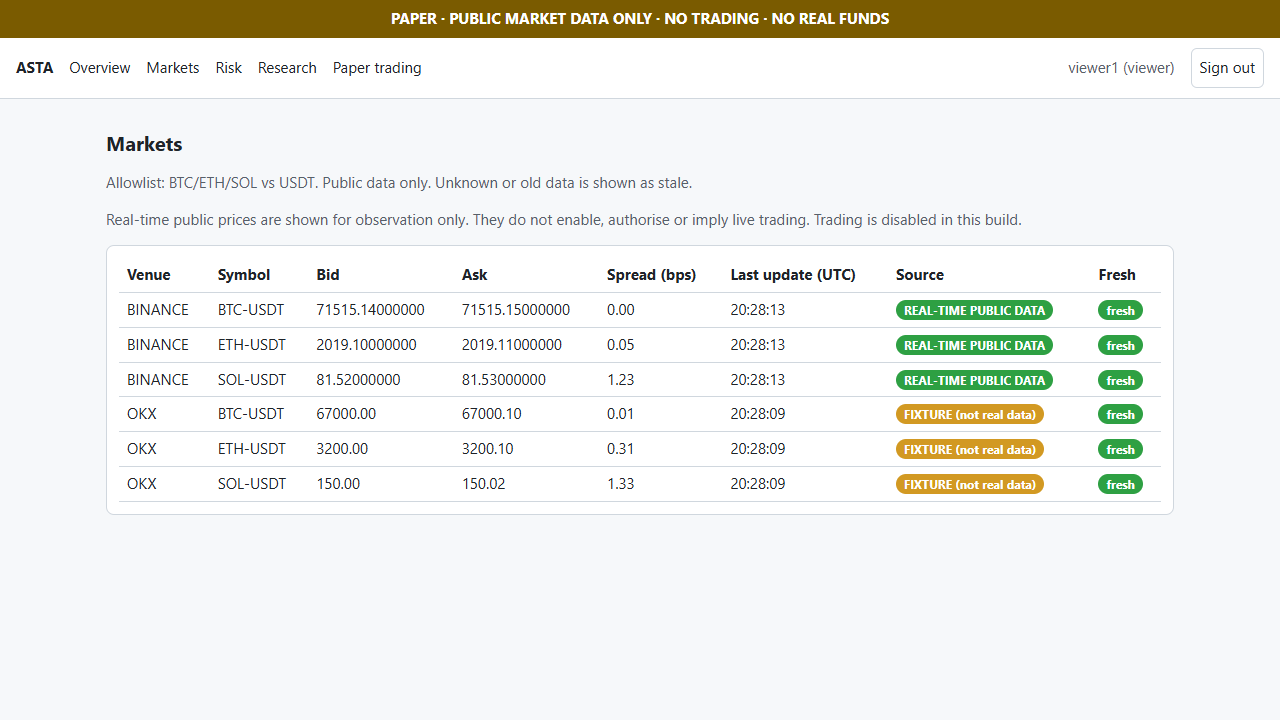 PAPER · PUBLIC MARKET DATA ONLY · NO TRADING · NO REAL FUNDS
ASTA Overview Markets Risk Research Paper trading viewer1 (viewer) Sign out
Markets
Allowlist: BTC/ETH/SOL vs USDT. Public data only. Unknown or old data is shown as stale.
Real-time public prices are shown for observation only. They do not enable, authorise or imply live trading. Trading is disabled in this build.
Venue Symbol Bid Ask Spread (bps) Last update (UTC) Source Fresh
BINANCE BTC-USDT 71515.14000000 71515.15000000 0.00 20:28:13 REAL-TIME PUBLIC DATA fresh
BINANCE ETH-USDT 2019.10000000 2019.11000000 0.05 20:28:13 REAL-TIME PUBLIC DATA fresh
BINANCE SOL-USDT 81.52000000 81.53000000 1.23 20:28:13 REAL-TIME PUBLIC DATA fresh
OKX BTC-USDT 67000.00 67000.10 0.01 20:28:09 FIXTURE (not real data) fresh
OKX ETH-USDT 3200.00 3200.10 0.31 20:28:09 FIXTURE (not real data) fresh
OKX SOL-USDT 150.00 150.02 1.33 20:28:09 FIXTURE (not real data) fresh